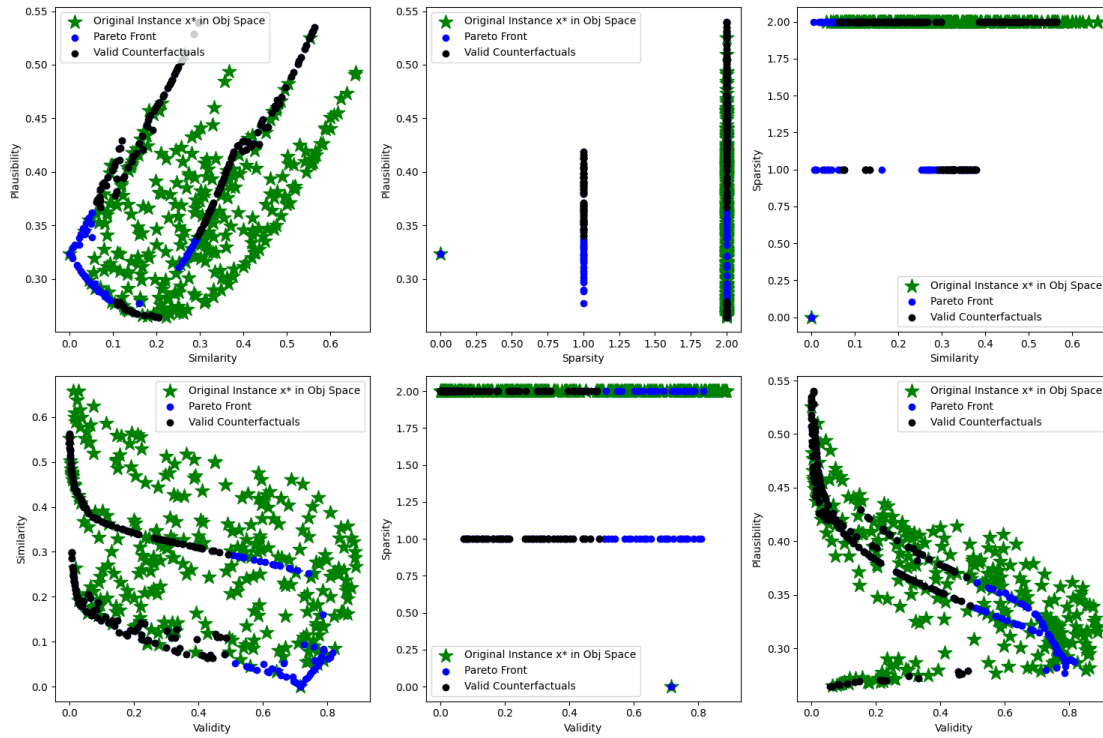 Original Instance x* in Obj Space
Pareto Front
Valid Counterfactuals
0.55
0.50
0.45
0.40
0.35
0.30
Plausibility
0.0 0.1 0.2 0.3 0.4 0.5 0.6
Similarity
Original Instance x* in Obj Space
Pareto Front
Valid Counterfactuals
0.55
0.50
0.45
0.40
0.35
0.30
Plausibility
0.00 0.25 0.50 0.75 1.00 1.25 1.50 1.75 2.00
Sparsity
2.00
1.75
1.50
1.25
1.00
0.75
0.50
0.25
0.00
Sparsity
Original Instance x* in Obj Space
Pareto Front
Valid Counterfactuals
0.0 0.1 0.2 0.3 0.4 0.5 0.6
Similarity
Original Instance x* in Obj Space
Pareto Front
Valid Counterfactuals
0.6
0.5
0.4
0.3
0.2
0.1
0.0
Similarity
0.0 0.2 0.4 0.6 0.8
Validity
2.00
1.75
1.50
1.25
1.00
0.75
0.50
0.25
0.00
Sparsity
Original Instance x* in Obj Space
Pareto Front
Valid Counterfactuals
0.0 0.2 0.4 0.6 0.8
Validity
Original Instance x* in Obj Space
Pareto Front
Valid Counterfactuals
0.55
0.50
0.45
0.40
0.35
0.30
Plausibility
0.0 0.2 0.4 0.6 0.8
Validity